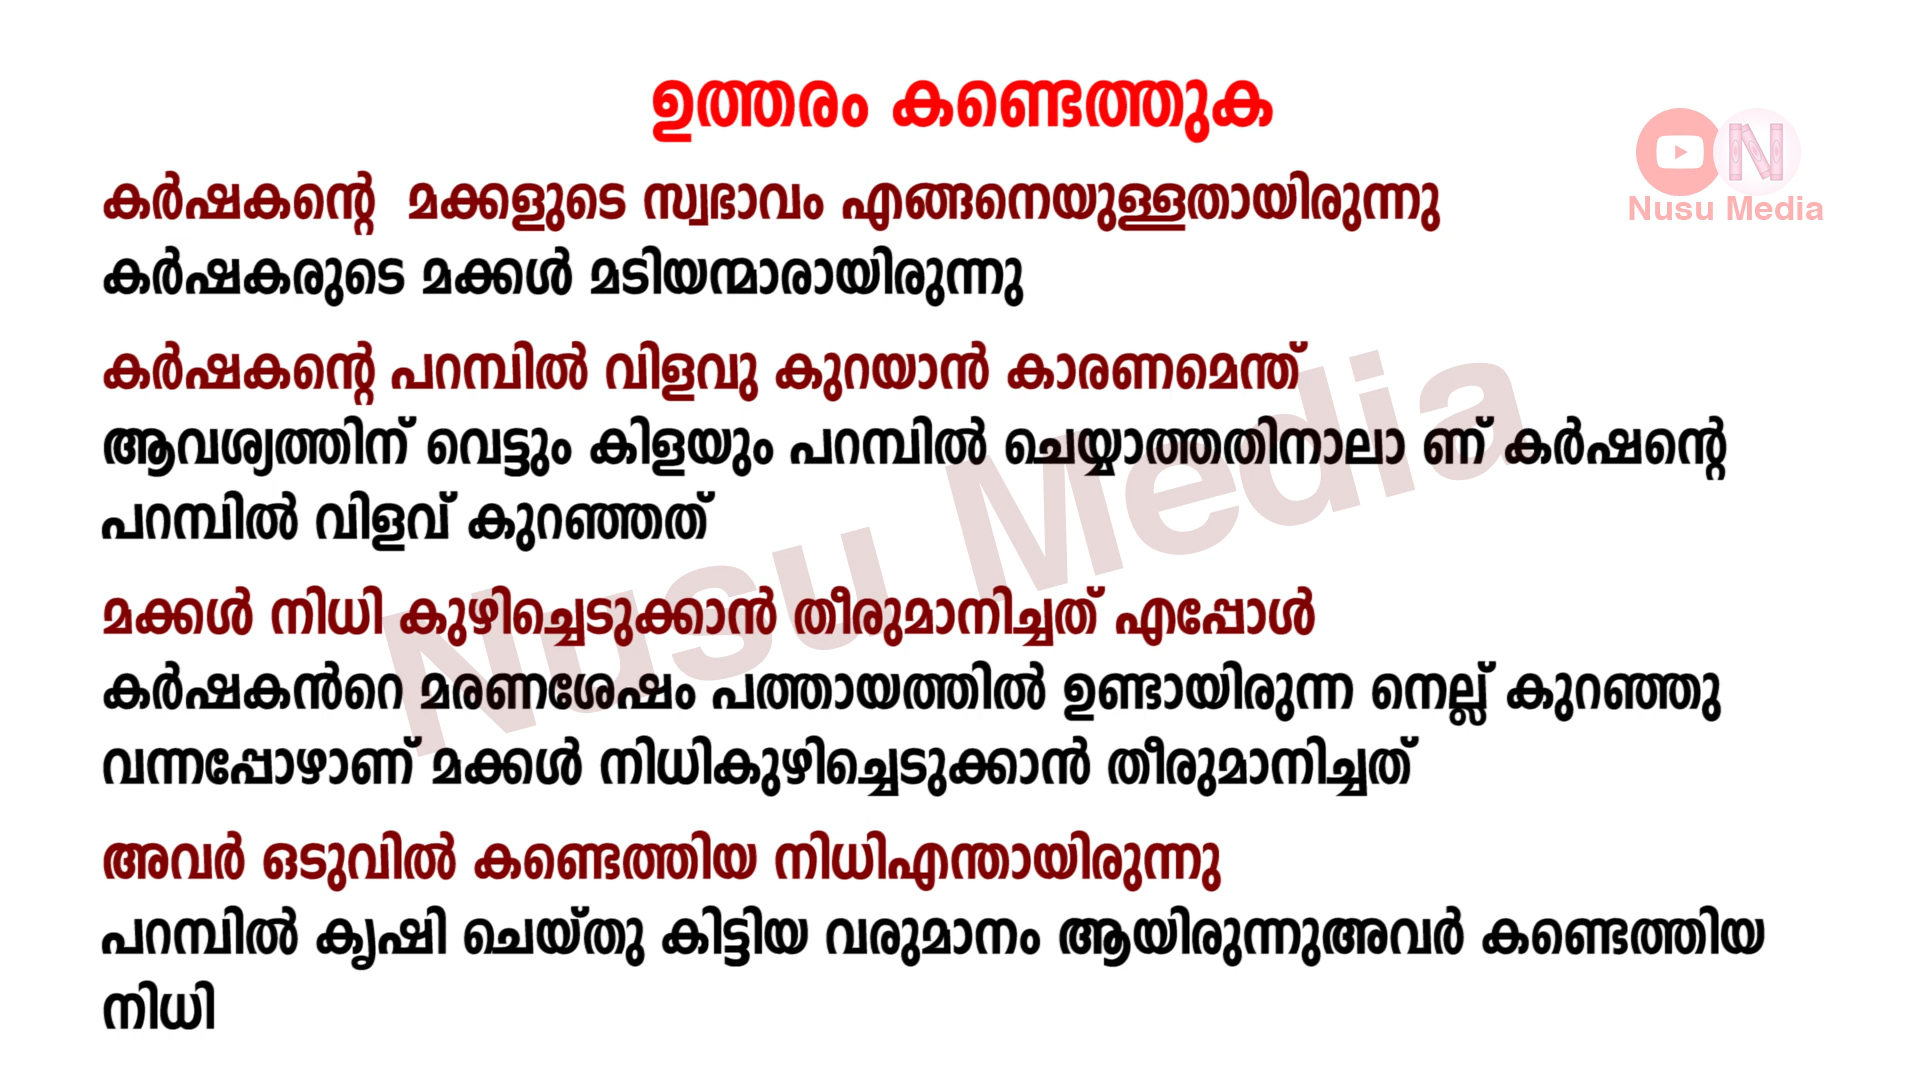 ഉത്തരം കണ്ടെത്തുക
Nusu Media
കർഷകന്റെ മക്കളുടെ സ്വഭാവം എങ്ങനെയുള്ളതായിരുന്നു
കർഷകരുടെ മക്കൾ മടിയന്മാരായിരുന്നു
കർഷകന്റെ പറമ്പിൽ വിളവു കുറയാൻ കാരണമെന്ത്
ആവശ്യത്തിന് വെട്ടും കിളയും പറമ്പിൽ ചെയ്യാത്തതിനാലാ ണ് കർഷന്റെ
പറമ്പിൽ വിളവ് കുറഞ്ഞത്
Nusu Media
മക്കൾ നിധി കുഴിച്ചെടുക്കാൻ തീരുമാനിച്ചത് എപ്പോൾ
കർഷകൻറെ മരണശേഷം പത്തായത്തിൽ ഉണ്ടായിരുന്ന നെല്ല് കുറഞ്ഞു
വന്നപ്പോഴാണ് മക്കൾ നിധികുഴിച്ചെടുക്കാൻ തീരുമാനിച്ചത്
അവർ ഒടുവിൽ കണ്ടെത്തിയ നിധിഎന്തായിരുന്നു
പറമ്പിൽ കൃഷി ചെയ്തു കിട്ടിയ വരുമാനം ആയിരുന്നുഅവർ കണ്ടെത്തിയ
നിധി